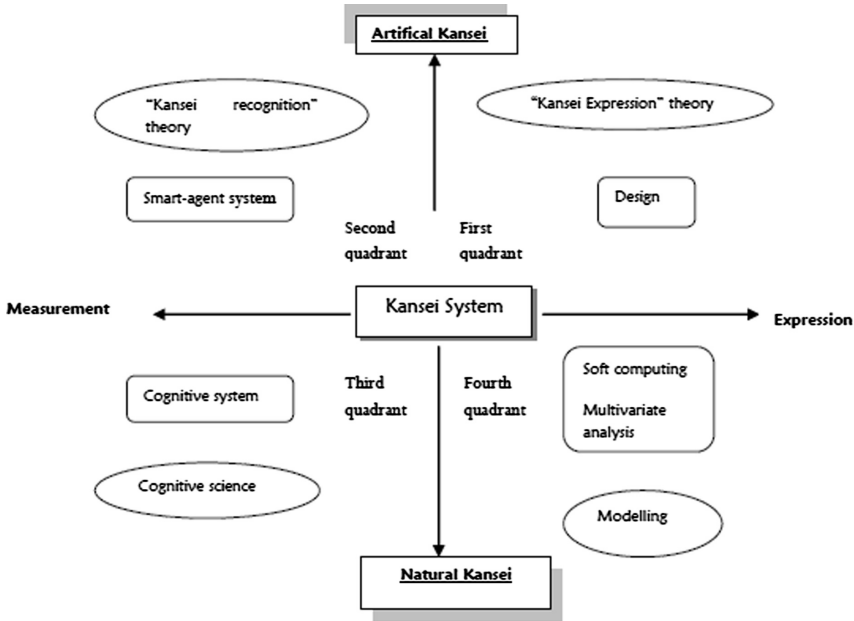 Artifical Kansei
“Kansei recognition”
theory
“Kansei Expression” theory
Smart-agent system
Design
Second
quadrant
First
quadrant
Measurement
Kansei System
Expression
Third
quadrant
Fourth
quadrant
Cognitive system
Soft computing
Multivariate
analysis
Cognitive science
Modelling
Natural Kansei